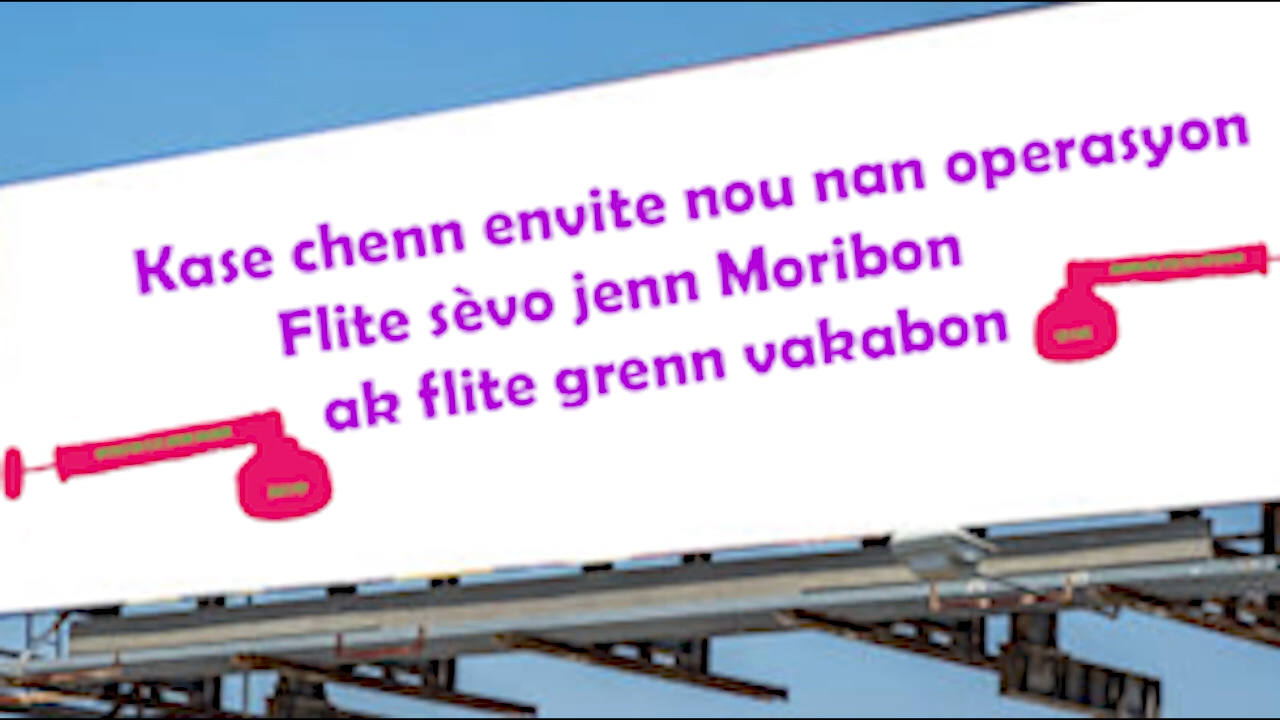 Kase chenn envite nou nan operasyon
Flite sèvo jenn Moribon
ak flite grenn vakabon